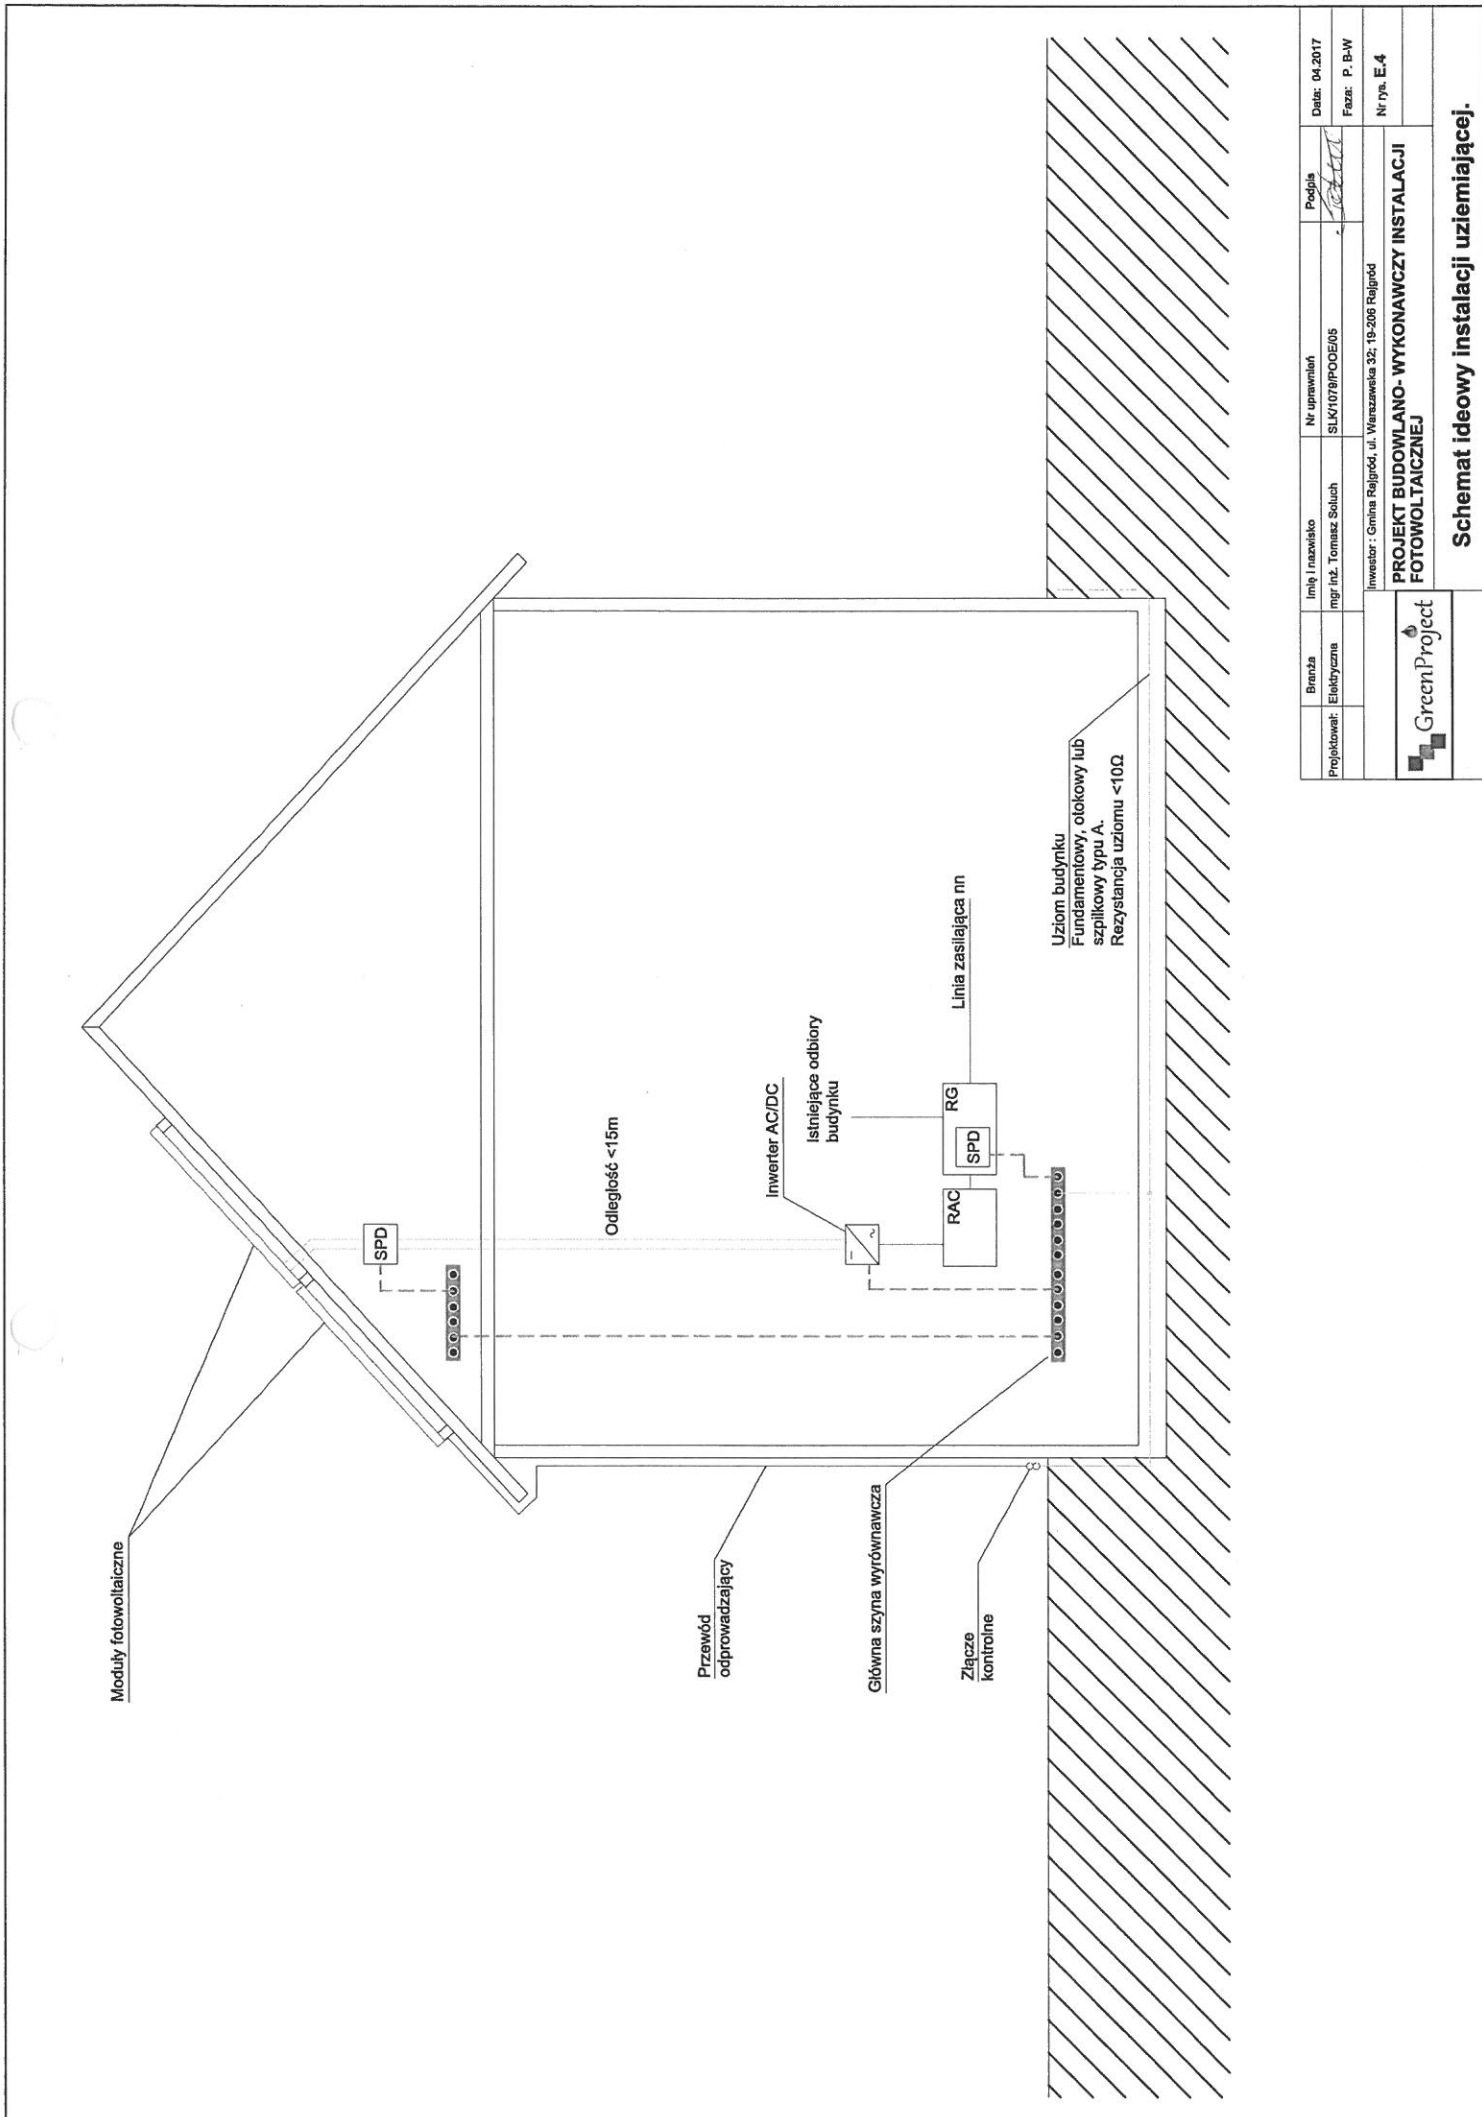 Moduły fotowoltaiczne
SPD
Odległość <15m
Przewód
odprowadzający
Inwerter AC/DC
Istniejące odbiory
budynku
Główna szyna wyrównawcza
RAC
SPD
RG
Linia zasilająca nn
Złącze
kontrolne
Uziom budynku
Fundamentowy, otokowy lub
szpilkowy typu A.
Rezystancja uziomu <10Ω
Branża
Imię i nazwisko
Nr uprawnień
Podpis
Data: 04.2017
Projektował:
Elektryczna
mgr inż. Tomasz Soluch
SLK/1079/POOE/05
Faza: P. B-W
Inwestor : Gmina Rajgród, ul. Warszawska 32; 19-206 Rajgród
Nr rys. E.4
GreenProject
PROJEKT BUDOWLANO- WYKONAWCZY INSTALACJI
FOTOWOLTAICZNEJ
Schemat ideowy instalacji uziemiającej.